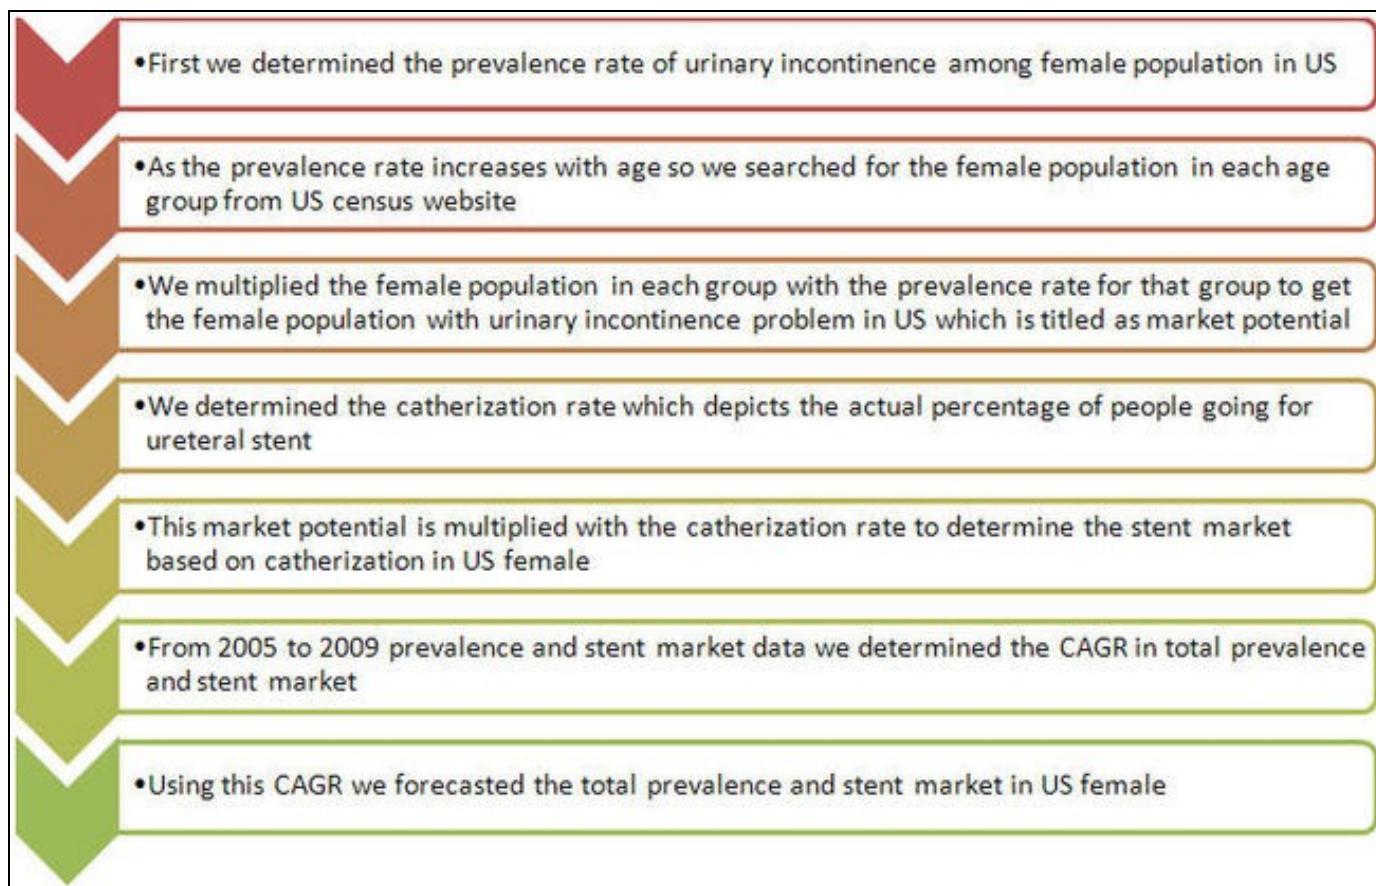 •First we determined the prevalence rate of urinary incontinence among female population in US
•As the prevalence rate increases with age so we searched for the female population in each age
group from US census website
•We multiplied the female population in each group with the prevalence rate for that group to get
the female population with urinary incontinence problem in US which is titled as market potential
•We determined the catherization rate which depicts the actual percentage of people going for
ureteral stent
•This market potential is multiplied with the catherization rate to determine the stent market
based on catherization in US female
•From 2005 to 2009 prevalence and stent market data we determined the CAGR in total prevalence
and stent market
•Using this CAGR we forecasted the total prevalence and stent market in US female